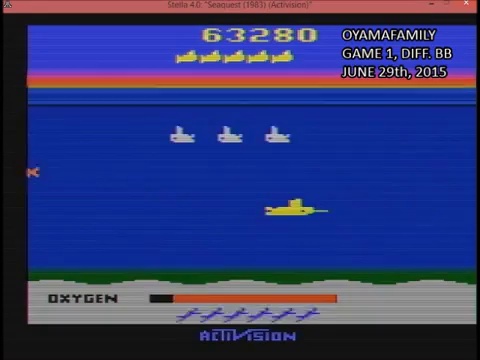 Stella 4.0: "Seaquest (1983) (Activision)"
63280
OYAMAFAMILY
GAME 1, DIFF. BB
JUNE 29th, 2015
OXYGEN
ACTIVISION